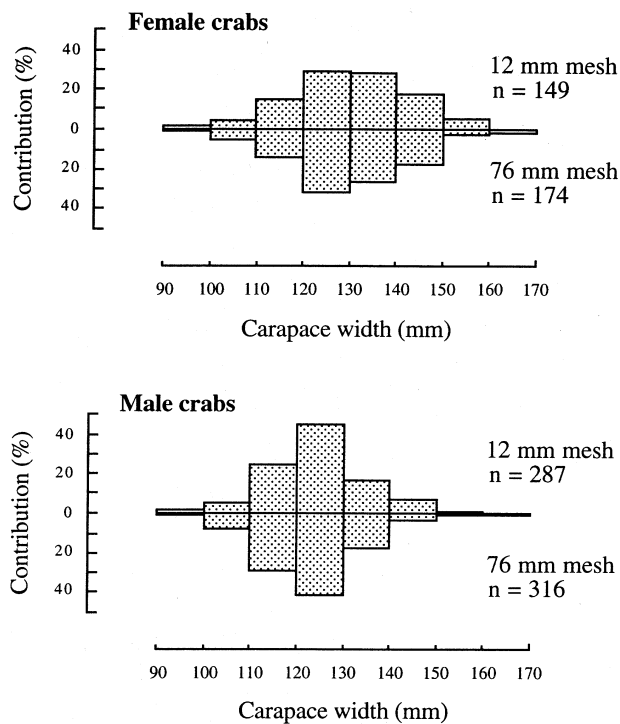 Female crabs
Contribution (%)
40
20
0
20
40
12 mm mesh
n = 149
76 mm mesh
n = 174
90 100 110 120 130 140 150 160 170
Carapace width (mm)
Male crabs
Contribution (%)
40
20
0
20
40
12 mm mesh
n = 287
76 mm mesh
n = 316
90 100 110 120 130 140 150 160 170
Carapace width (mm)